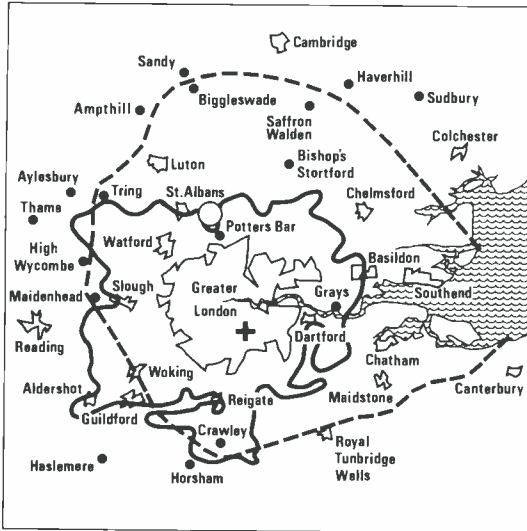 Cambridge
Sandy
Haverhill
Biggleswade
Sudbury
Ampthill
Saffron
Walden
Colchester
Luton
Bishop's
Stortford
Aylesbury
Tring
St. Albans
Chelmsford
Thame
Potters Bar
Watford
High
Wycombe
Basildon
Slough
Greater
London
Grays
Southend
Maidenhead
Reading
Dartford
Chatham
Woking
Maidstone
Canterbury
Aldershot
Reigate
Guildford
Crawley
Royal
Tunbridge
Wells
Haslemere
Horsham